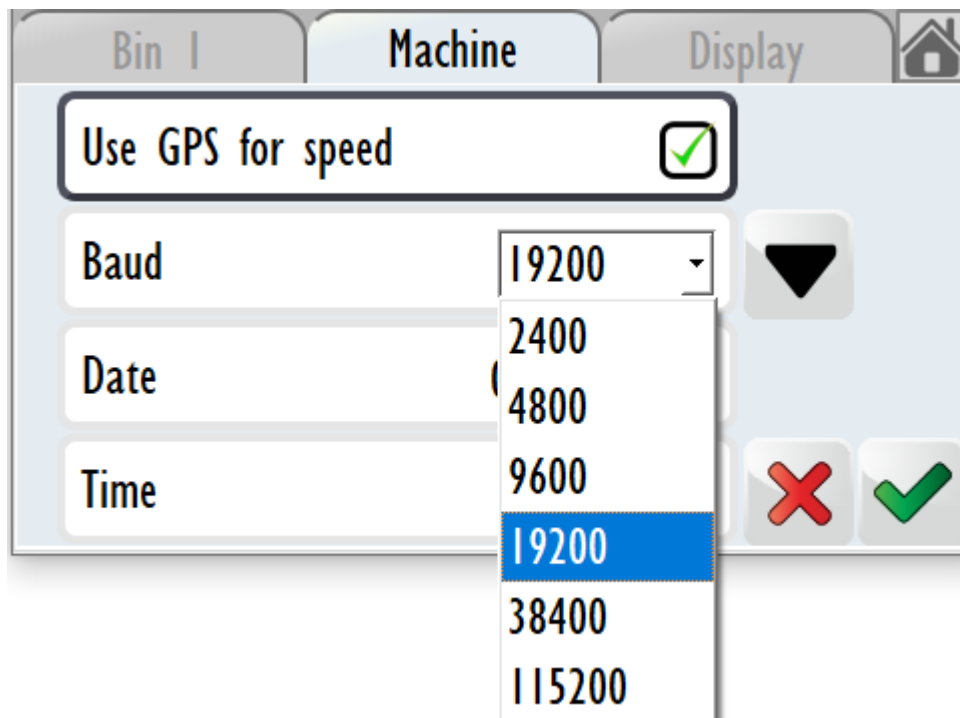 Bin 1
Machine
Display
Use GPS for speed
Baud
19200
2400
4800
9600
19200
38400
115200
Date
Time